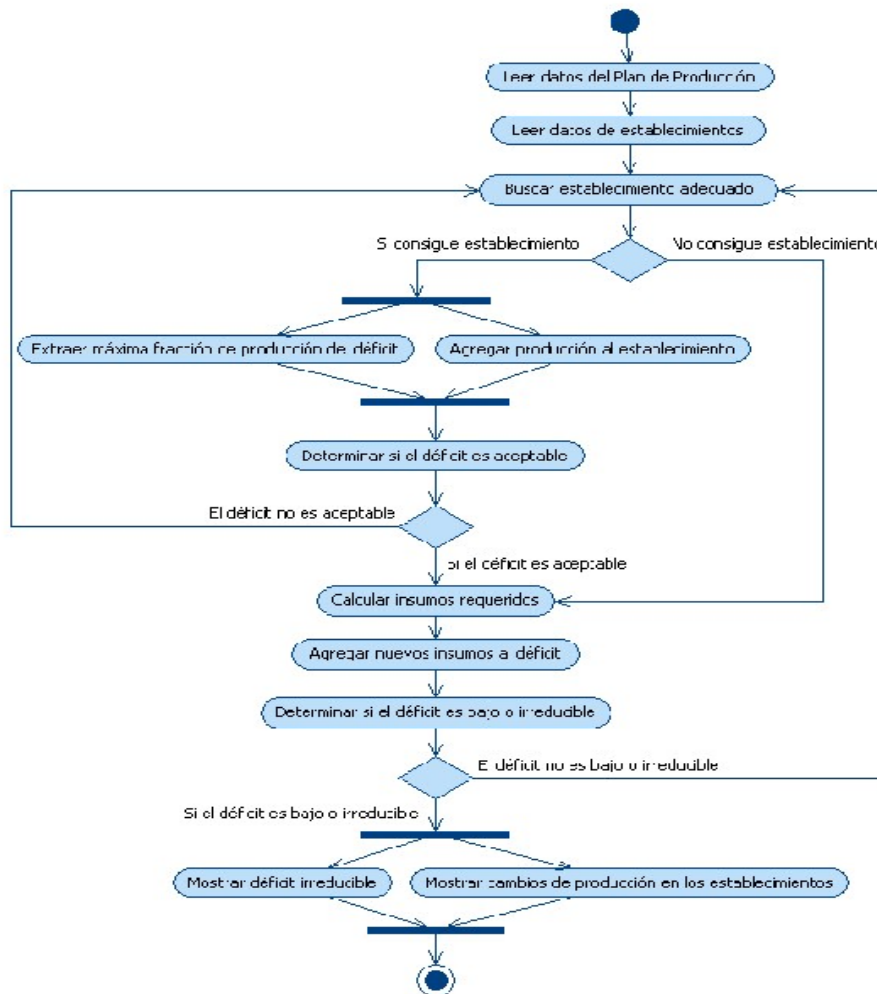 Leer datos del Plan de Producción
Leer datos de establecimientos
Buscar establecimiento adecuado
Si consigue establecimiento
No consigue establecimiento
Extraer máxima fracción de producción del déficit
Agregar producción al establecimiento
Determinar si el déficit es aceptable
El déficit no es aceptable
Si el déficit es aceptable
Calcular insumos requeridos
Agregar nuevos insumos al déficit
Determinar si el déficit es bajo o irreducible
El déficit no es bajo o irreducible
Si el déficit es bajo o irreducible
Mostrar déficit irreducible
Mostrar cambios de producción en los establecimientos